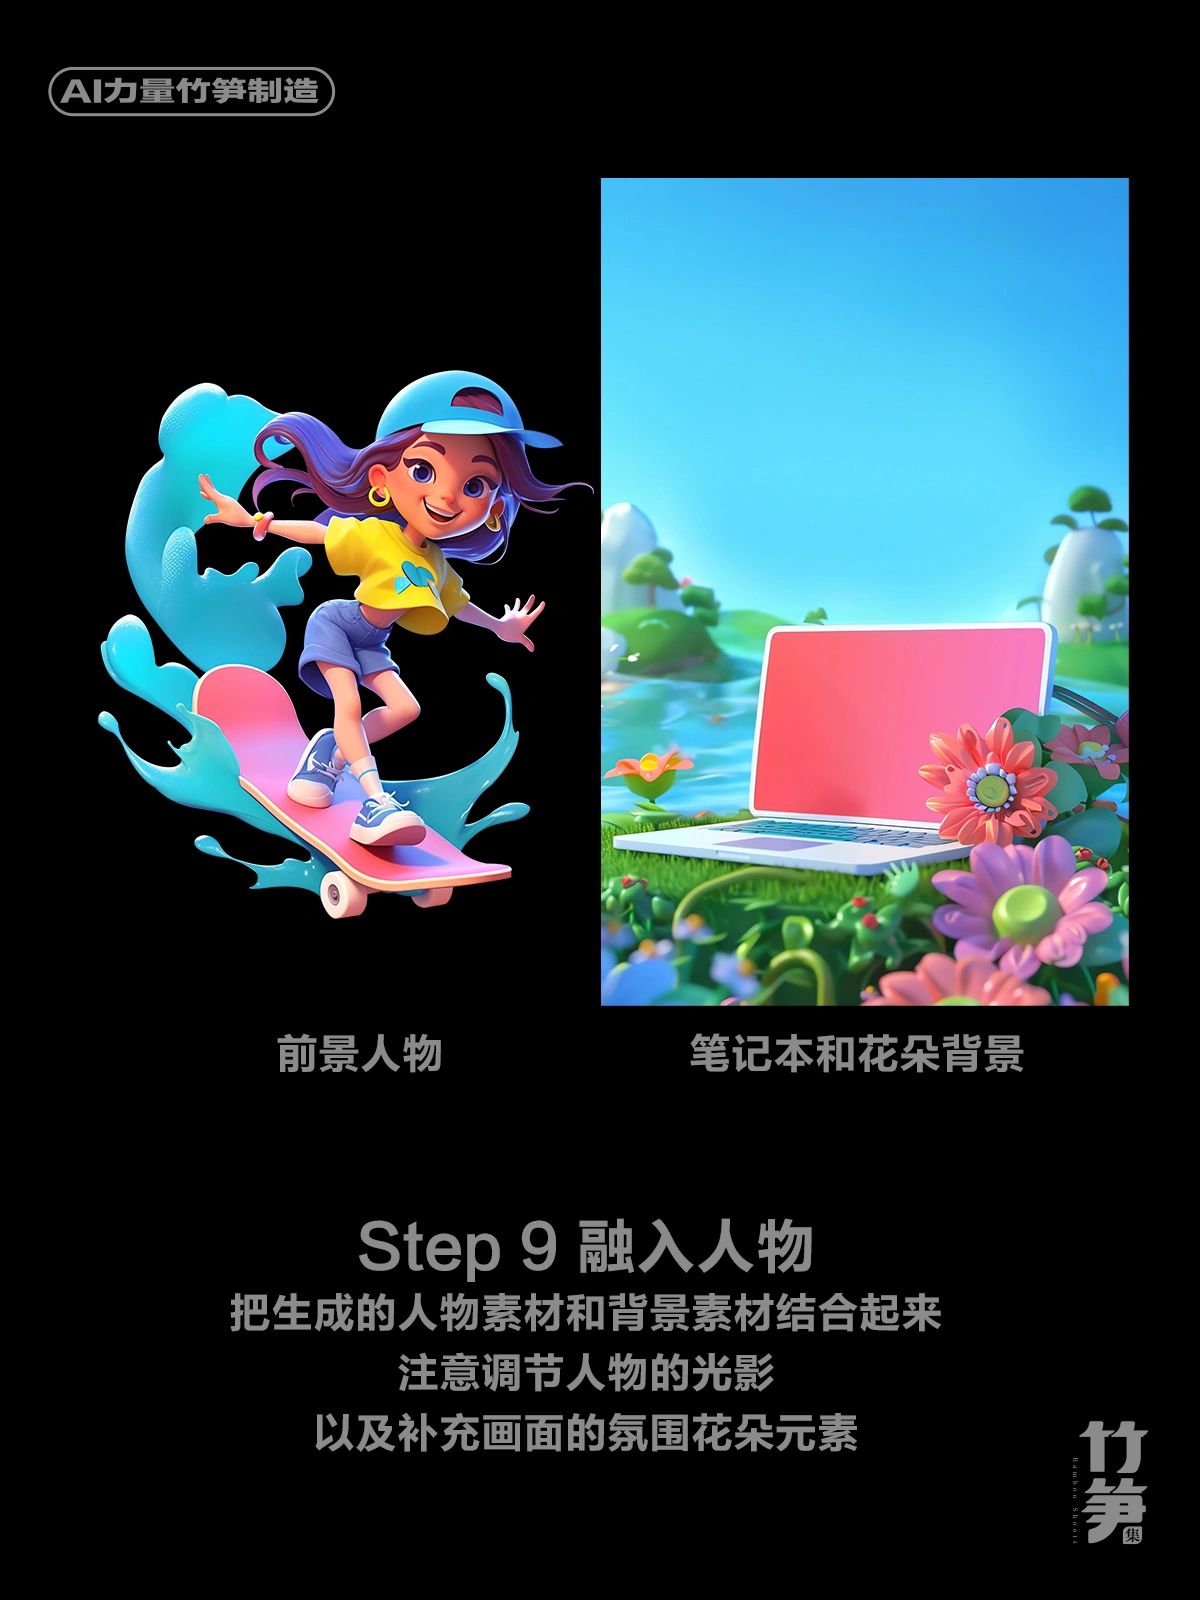 AI力量竹笋制造
前景人物
笔记本和花朵背景
Step 9 融入人物
把生成的人物素材和背景素材结合起来
注意调节人物的光影
以及补充画面的氛围花朵元素
竹笋
Bamboo Shoots
集